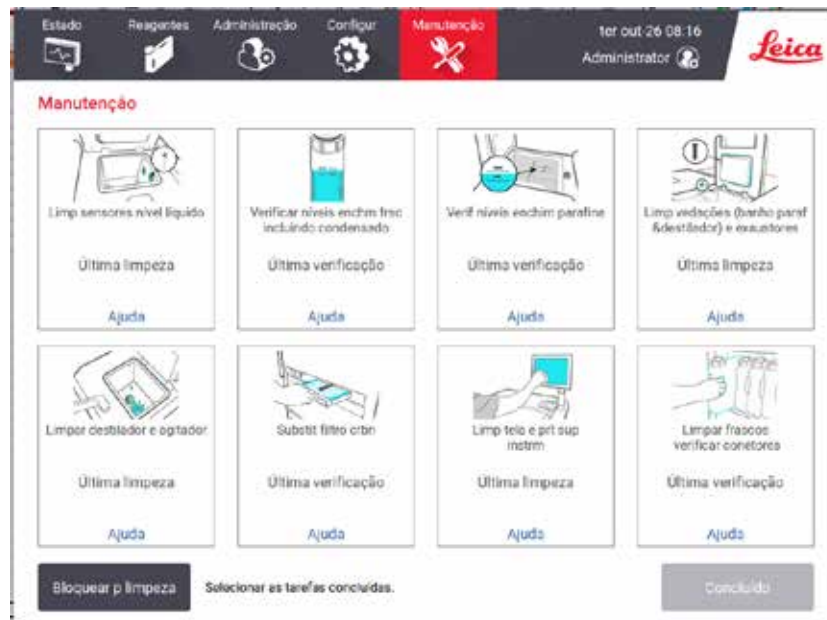 Estado
Reagentes
Administração
Configur
Manutenção
ter out-26 08:16
Administrator
Leica
Manutenção
Limp sensores nível líquido
Última limpeza
Ajuda
Verificar níveis enchm frsc
incluindo condensado
Última verificação
Ajuda
Verif níveis enchim parafina
Última verificação
Ajuda
Limp vedações (banho paraf
&destilador) e exaustores
Última limpeza
Ajuda
Limpar destilador e agitador
Última limpeza
Ajuda
Substit filtro crbn
Última verificação
Ajuda
Limp tela e prt sup
instrm
Última limpeza
Ajuda
Limpar frascos
verificar conetores
Última verificação
Ajuda
Bloquear p limpeza
Selecionar as tarefas concluídas.
Concluído